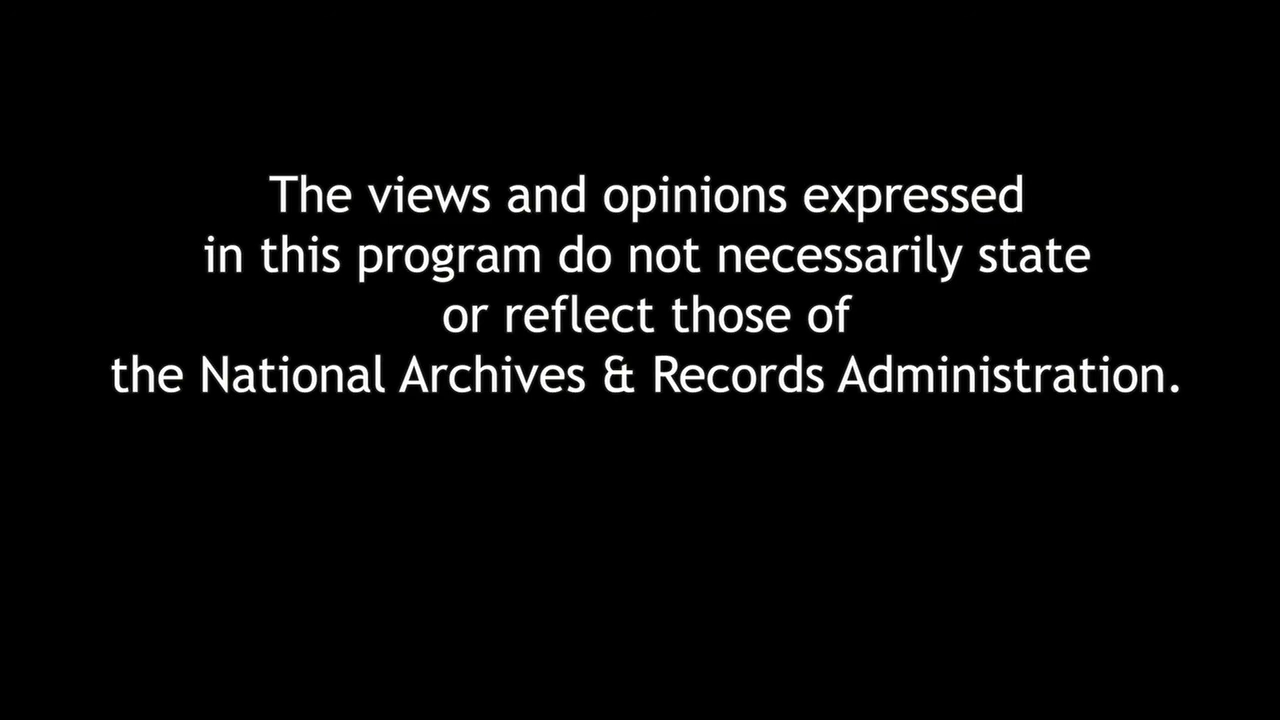 The views and opinions expressed
in this program do not necessarily state
or reflect those of
the National Archives & Records Administration.